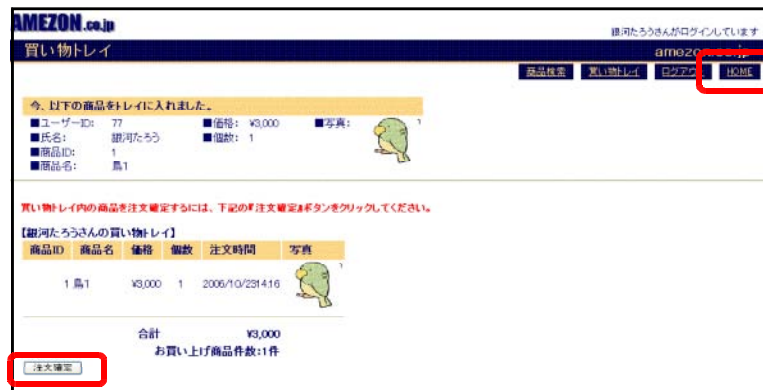 AMEZON.co.jp
銀河たろうさんがログインしています
買い物トレイ
amezon.co.jp
商品検索 買い物トレイ ログアウト HOME
今、以下の商品をトレイに入れました。
■ユーザーID: 77 ■価格: ¥3,000 ■写真:
■氏名: 銀河たろう ■個数: 1
■商品ID: 1
■商品名: 鳥1
買い物トレイ内の商品を注文確定するには、下記の『注文確定』ボタンをクリックしてください。
【銀河たろうさんの買い物トレイ】
商品ID 商品名 価格 個数 注文時間 写真
1 鳥1 ¥3,000 1 2006/10/2314:16
合計 ¥3,000
お買い上げ商品件数:1件
注文確定